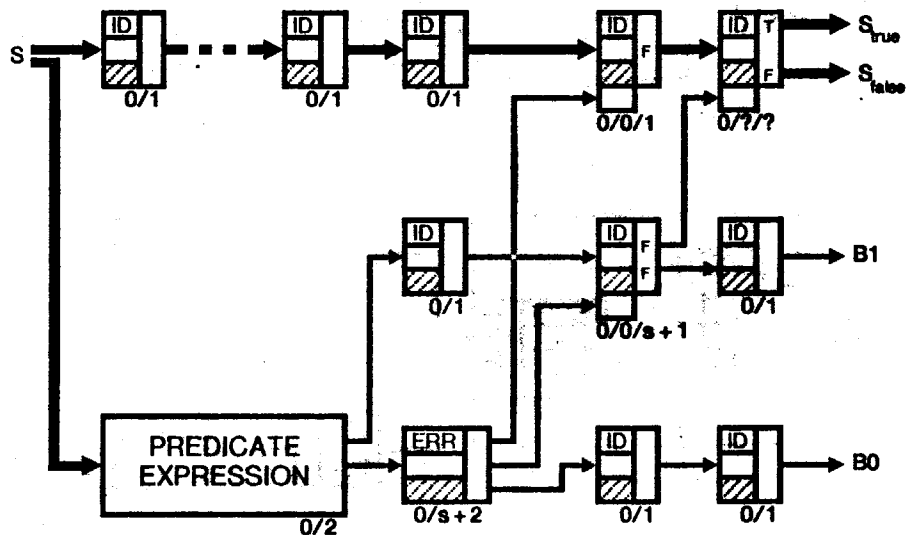 S
ID
ID
ID
ID
F
ID
T
F
S true
S false
0/1
0/1
0/1
0/0/1
0/?/?
ID
ID
F
F
ID
B1
0/1
0/0/s + 1
0/1
PREDICATE
EXPRESSION
0/2
ERR
0/s + 2
ID
ID
B0
0/1
0/1